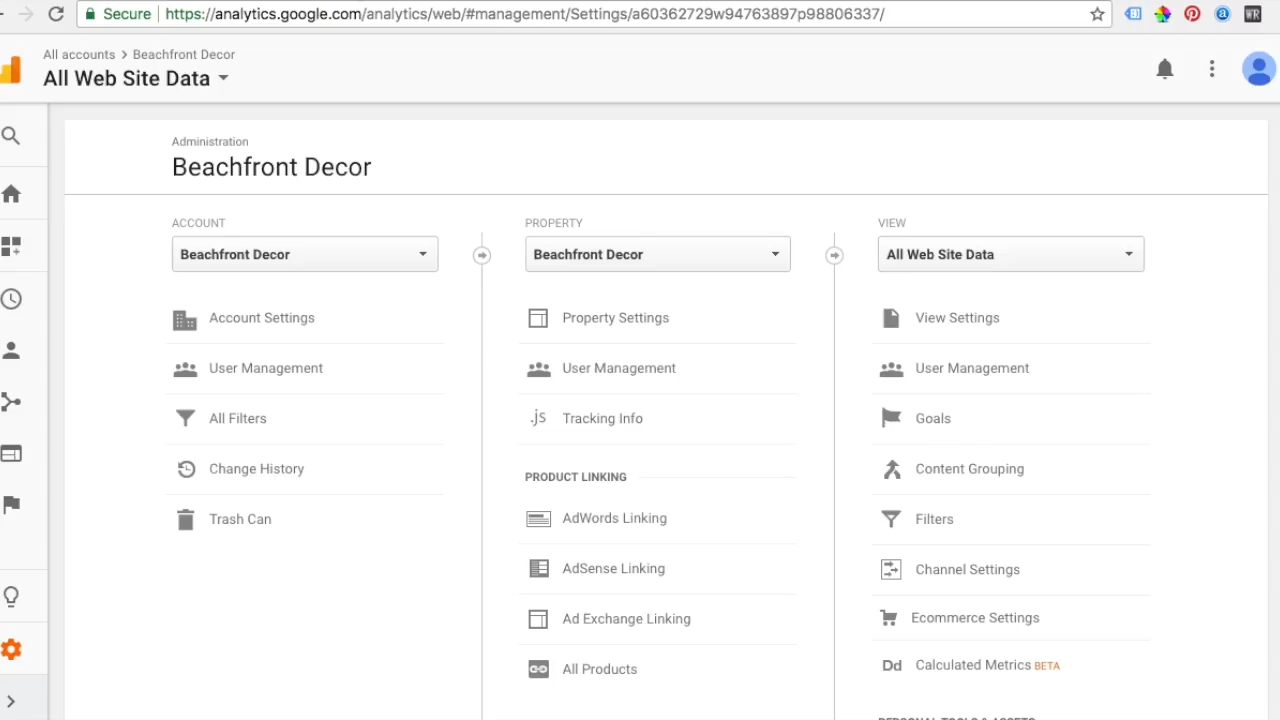 Secure https://analytics.google.com/analytics/web/#management/Settings/a60362729w94763897p98806337/
All accounts > Beachfront Decor
All Web Site Data
Administration
Beachfront Decor
ACCOUNT
Beachfront Decor
Account Settings
User Management
All Filters
Change History
Trash Can
PROPERTY
Beachfront Decor
Property Settings
User Management
.js Tracking Info
PRODUCT LINKING
AdWords Linking
AdSense Linking
Ad Exchange Linking
All Products
VIEW
All Web Site Data
View Settings
User Management
Goals
Content Grouping
Filters
Channel Settings
Ecommerce Settings
Dd Calculated Metrics BETA
PERSONAL TOOLS & ASSETS